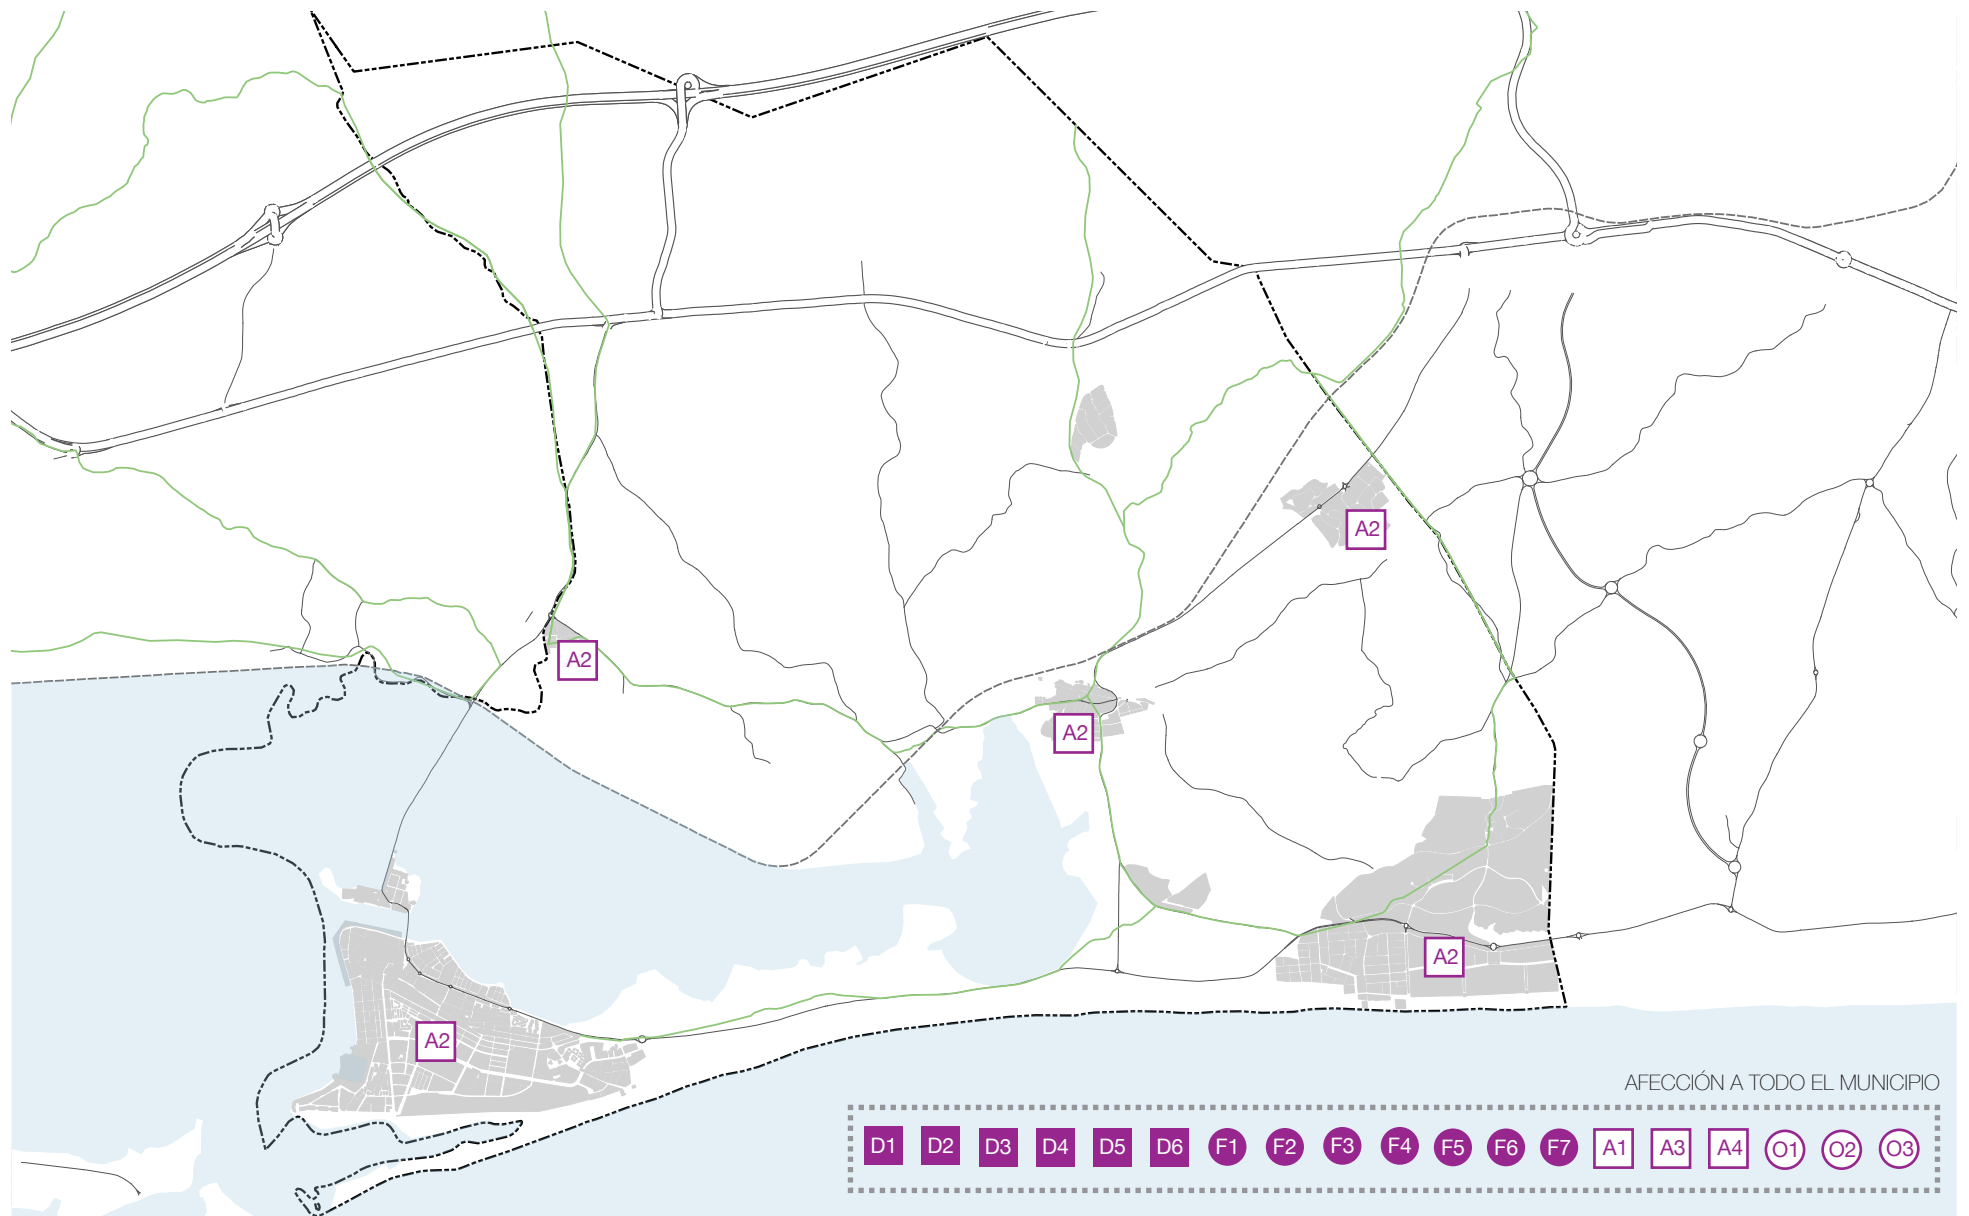 A2
A2
A2
A2
A2
AFECCIÓN A TODO EL MUNICIPIO
D1 D2 D3 D4 D5 D6 F1 F2 F3 F4 F5 F6 F7 A1 A3 A4 O1 O2 O3